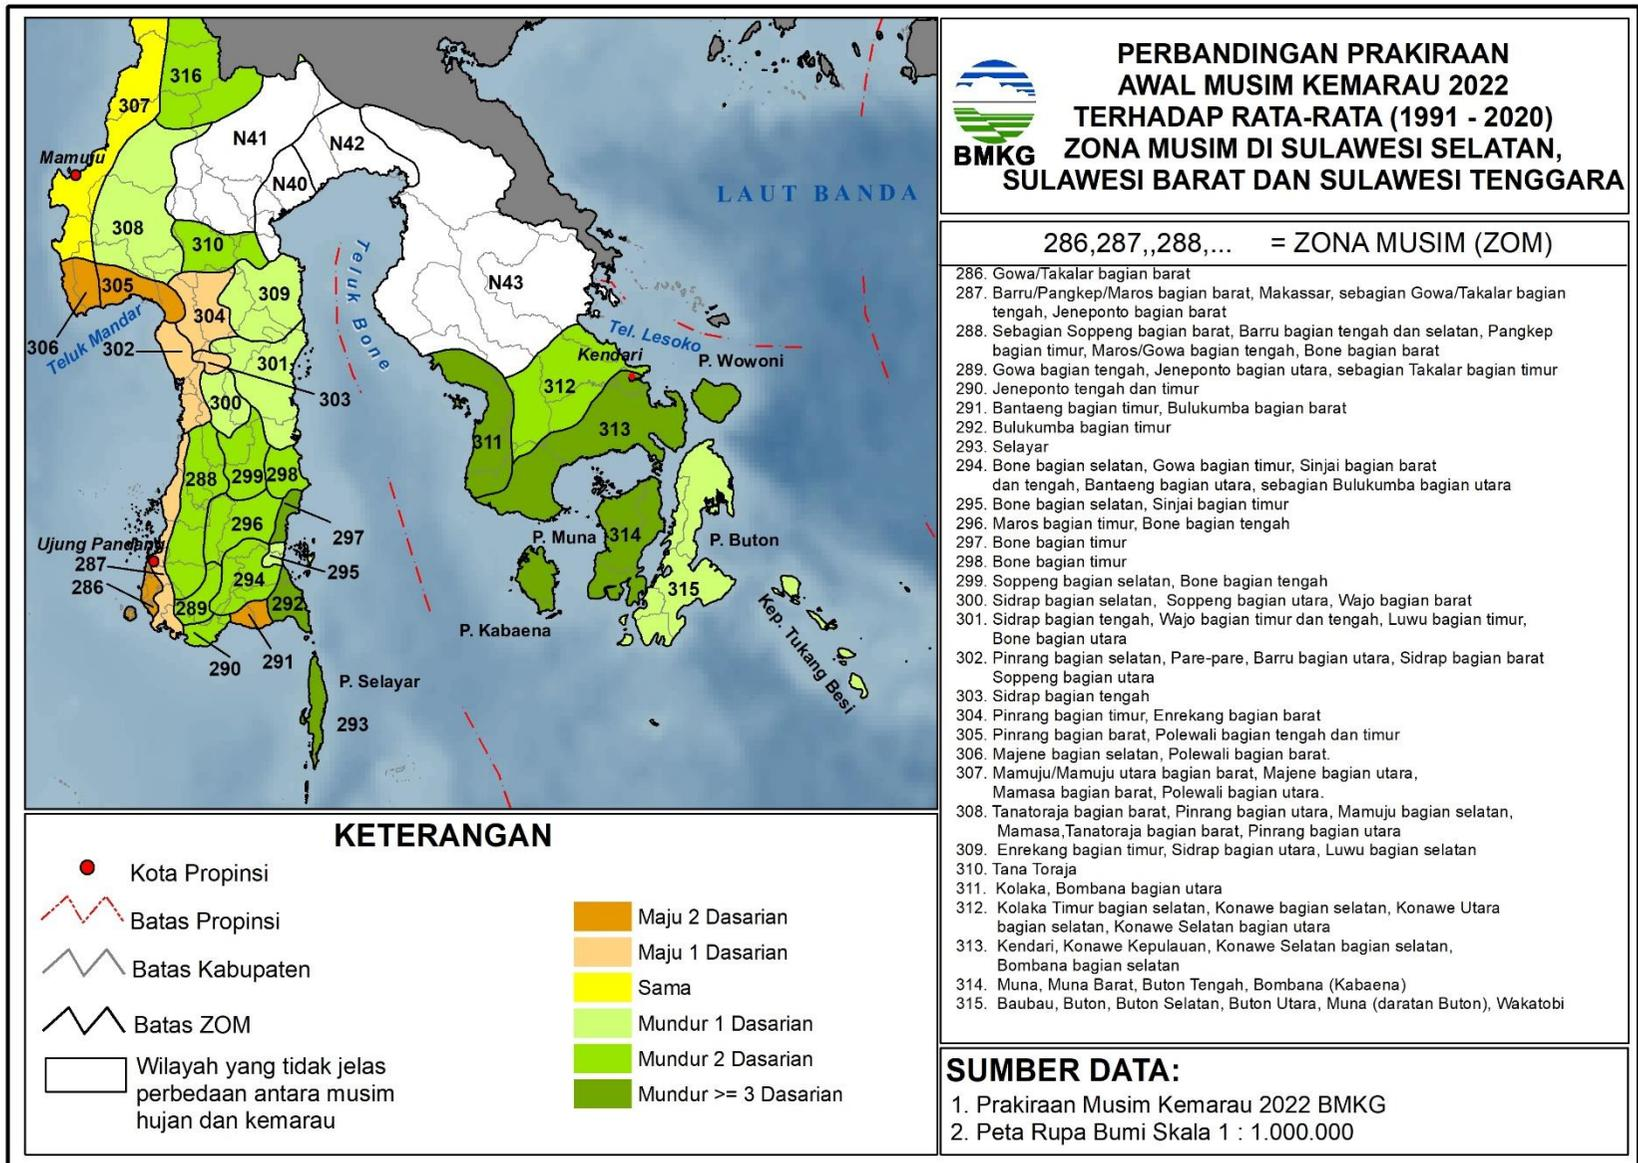 316
307
N41
N42
Mamuju
N40
LAUT BANDA
308
310
Teluk Bone
305
309
N43
304
306
Teluk Mandar
302
Tel. Lesoko
301
Kendari
P. Wowoni
303
300
312
311
313
288
299
298
296
297
P. Muna
314
P. Buton
Ujung Pandang
287
295
286
294
289
292
315
Kep. Tukang Besi
P. Kabaena
290
291
P. Selayar
293
BMKG
PERBANDINGAN PRAKIRAAN
AWAL MUSIM KEMARAU 2022
TERHADAP RATA-RATA (1991 - 2020)
ZONA MUSIM DI SULAWESI SELATAN,
SULAWESI BARAT DAN SULAWESI TENGGARA
286,287,,288,... = ZONA MUSIM (ZOM)
286. Gowa/Takalar bagian barat
287. Barru/Pangkep/Maros bagian barat, Makassar, sebagian Gowa/Takalar bagian
tengah, Jeneponto bagian barat
288. Sebagian Soppeng bagian barat, Barru bagian tengah dan selatan, Pangkep
bagian timur, Maros/Gowa bagian tengah, Bone bagian barat
289. Gowa bagian tengah, Jeneponto bagian utara, sebagian Takalar bagian timur
290. Jeneponto tengah dan timur
291. Bantaeng bagian timur, Bulukumba bagian barat
292. Bulukumba bagian timur
293. Selayar
294. Bone bagian selatan, Gowa bagian timur, Sinjai bagian barat
dan tengah, Bantaeng bagian utara, sebagian Bulukumba bagian utara
295. Bone bagian selatan, Sinjai bagian timur
296. Maros bagian timur, Bone bagian tengah
297. Bone bagian timur
298. Bone bagian timur
299. Soppeng bagian selatan, Bone bagian tengah
300. Sidrap bagian selatan, Soppeng bagian utara, Wajo bagian barat
301. Sidrap bagian tengah, Wajo bagian timur dan tengah, Luwu bagian timur,
Bone bagian utara
302. Pinrang bagian selatan, Pare-pare, Barru bagian utara, Sidrap bagian barat
Soppeng bagian utara
303. Sidrap bagian tengah
304. Pinrang bagian timur, Enrekang bagian barat
305. Pinrang bagian barat, Polewali bagian tengah dan timur
306. Majene bagian selatan, Polewali bagian barat.
307. Mamuju/Mamuju utara bagian barat, Majene bagian utara,
Mamasa bagian barat, Polewali bagian utara.
308. Tanatoraja bagian barat, Pinrang bagian utara, Mamuju bagian selatan,
Mamasa,Tanatoraja bagian barat, Pinrang bagian utara
309. Enrekang bagian timur, Sidrap bagian utara, Luwu bagian selatan
310. Tana Toraja
311. Kolaka, Bombana bagian utara
312. Kolaka Timur bagian selatan, Konawe bagian selatan, Konawe Utara
bagian selatan, Konawe Selatan bagian utara
313. Kendari, Konawe Kepulauan, Konawe Selatan bagian selatan,
Bombana bagian selatan
314. Muna, Muna Barat, Buton Tengah, Bombana (Kabaena)
315. Baubau, Buton, Buton Selatan, Buton Utara, Muna (daratan Buton), Wakatobi
KETERANGAN
Kota Propinsi
Batas Propinsi
Batas Kabupaten
Batas ZOM
Wilayah yang tidak jelas
perbedaan antara musim
hujan dan kemarau
Maju 2 Dasarian
Maju 1 Dasarian
Sama
Mundur 1 Dasarian
Mundur 2 Dasarian
Mundur >= 3 Dasarian
SUMBER DATA:
1. Prakiraan Musim Kemarau 2022 BMKG
2. Peta Rupa Bumi Skala 1 : 1.000.000